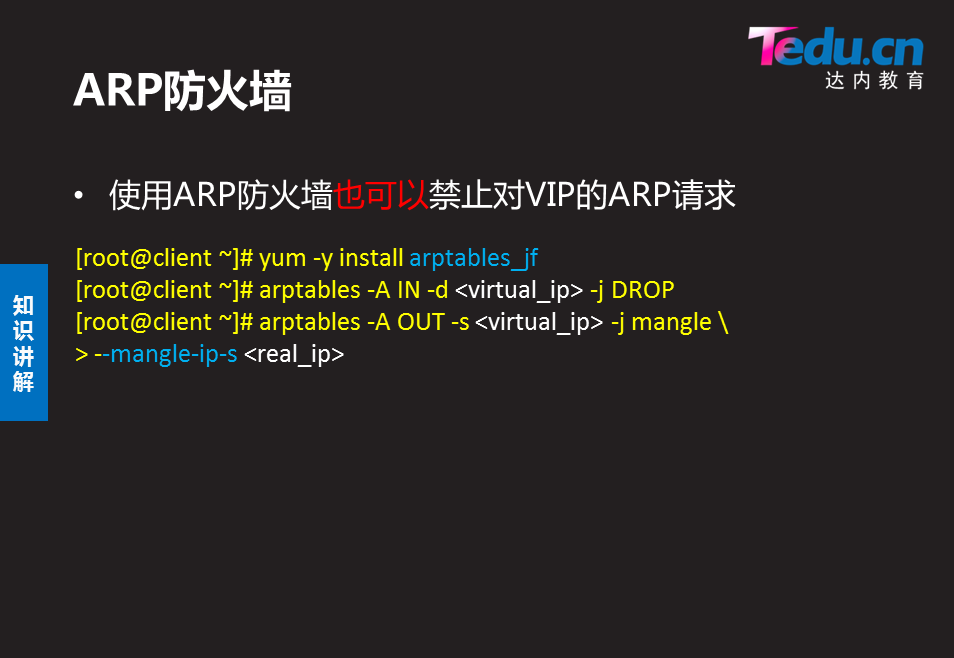 Tedu.cn
达内教育
ARP防火墙
• 使用ARP防火墙也可以禁止对VIP的ARP请求
[root@client ~]# yum -y install arptables_jf
[root@client ~]# arptables -A IN -d <virtual_ip> -j DROP
[root@client ~]# arptables -A OUT -s <virtual_ip> -j mangle \
> --mangle-ip-s <real_ip>
知识讲解